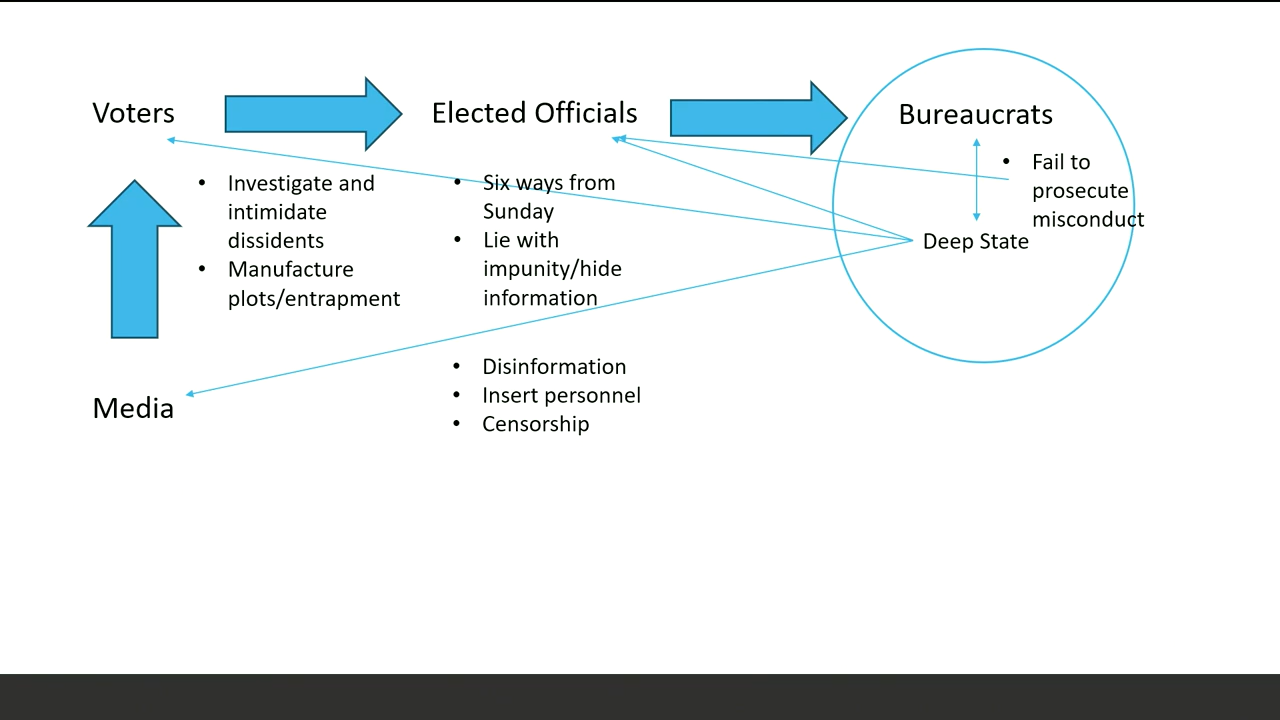 Voters
Elected Officials
Bureaucrats
• Fail to
prosecute
misconduct
Deep State
• Investigate and
intimidate
dissidents
• Manufacture
plots/entrapment
• Six ways from
Sunday
• Lie with
impunity/hide
information
Media
• Disinformation
• Insert personnel
• Censorship